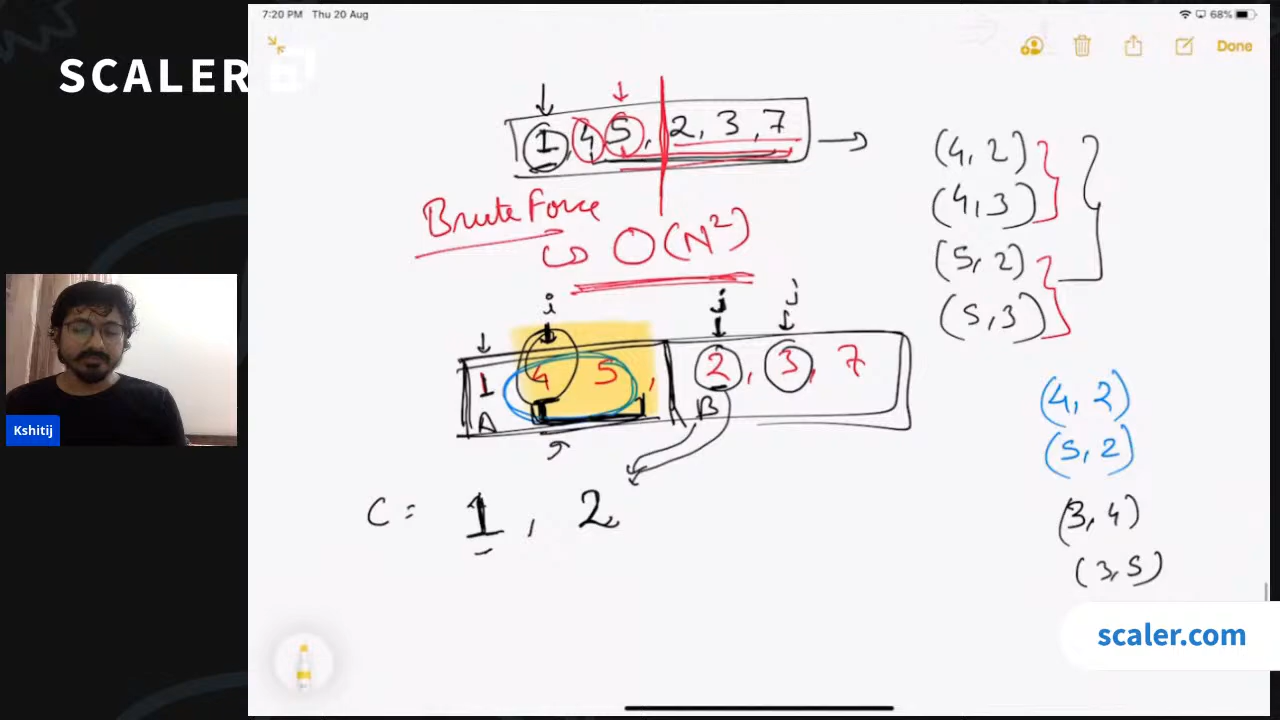 7:20 PM Thu 20 Aug
68%
Done
SCALER
1, 4 5, 2, 3, 7
(4, 2)
(4, 3)
(5, 2)
(5, 3)
Brute Force
O(N²)
i
j
j
1 4 5, 2, 3, 7
A
B
(4, 2)
(5, 2)
(3, 4)
(3, 5)
C = 1, 2
Kshitij
scaler.com